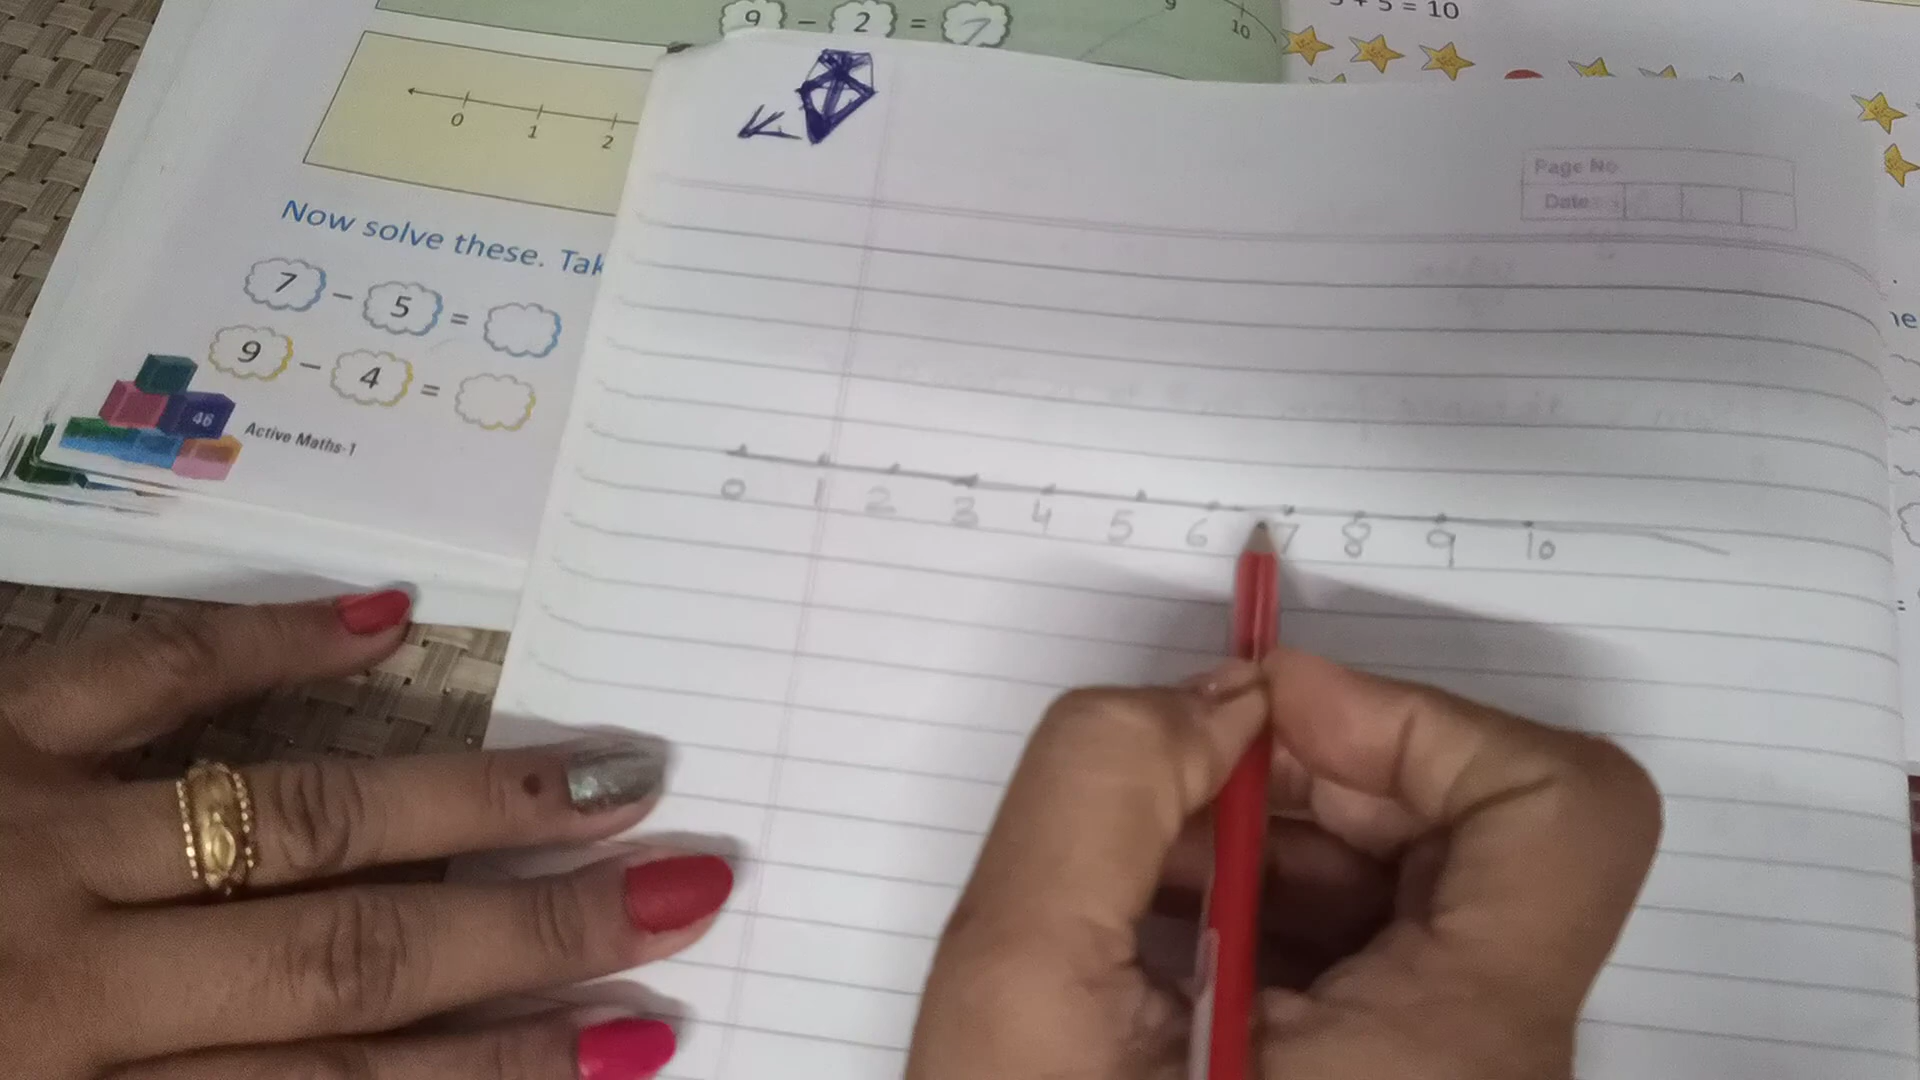 9 - 2 = 7
9
10
+ 5 = 10
0 1 2
Now solve these. Tak
7 - 5 =
9 - 4 =
46
Active Maths-1
Page No
Date
0 1 2 3 4 5 6 7 8 9 10